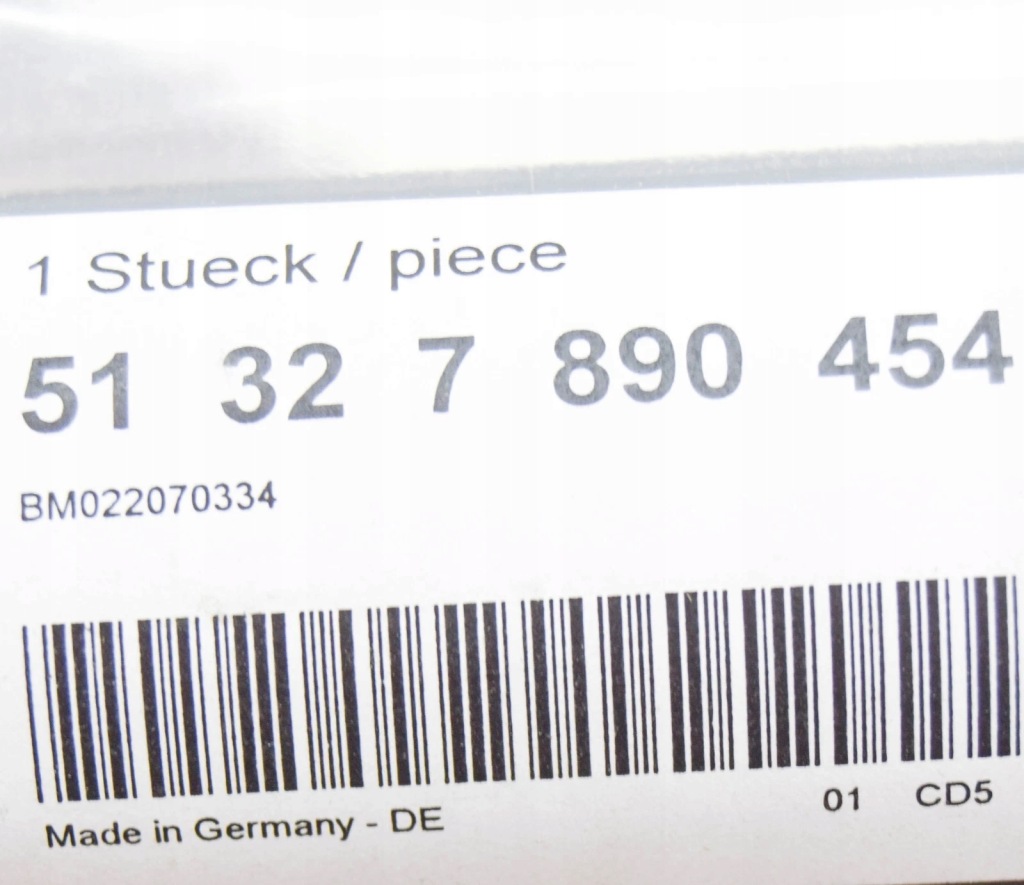 1 Stueck / piece
51 32 7 890 454
BM022070334
Made in Germany - DE 01 CD5